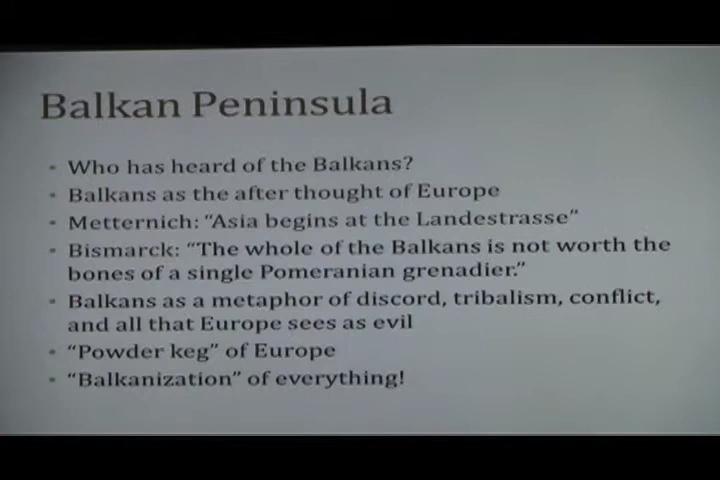 Balkan Peninsula
• Who has heard of the Balkans?
• Balkans as the after thought of Europe
• Metternich: “Asia begins at the Landestrasse”
• Bismarck: “The whole of the Balkans is not worth the
bones of a single Pomeranian grenadier.”
• Balkans as a metaphor of discord, tribalism, conflict,
and all that Europe sees as evil
• “Powder keg” of Europe
• “Balkanization” of everything!